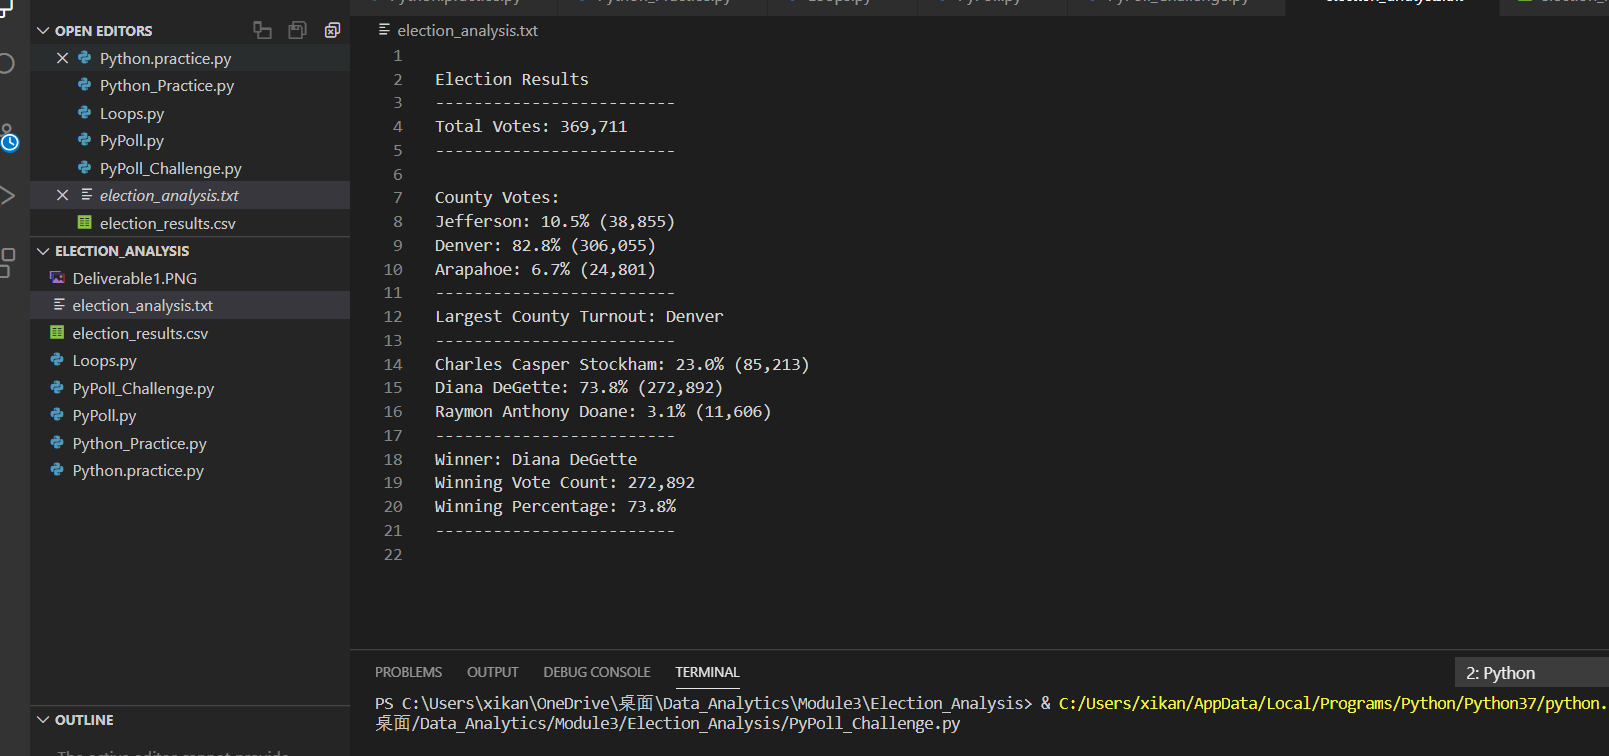 OPEN EDITORS
Python.practice.py
Python_Practice.py
Loops.py
PyPoll.py
PyPoll_Challenge.py
election_analysis.txt
election_results.csv
ELECTION_ANALYSIS
Deliverable1.PNG
election_analysis.txt
election_results.csv
Loops.py
PyPoll_Challenge.py
PyPoll.py
Python_Practice.py
Python.practice.py
OUTLINE
The active editor cannot provide
election_analysis.txt
1
2 Election Results
3 -------------------------
4 Total Votes: 369,711
5 -------------------------
6
7 County Votes:
8 Jefferson: 10.5% (38,855)
9 Denver: 82.8% (306,055)
10 Arapahoe: 6.7% (24,801)
11 -------------------------
12 Largest County Turnout: Denver
13 -------------------------
14 Charles Casper Stockham: 23.0% (85,213)
15 Diana DeGette: 73.8% (272,892)
16 Raymon Anthony Doane: 3.1% (11,606)
17 -------------------------
18 Winner: Diana DeGette
19 Winning Vote Count: 272,892
20 Winning Percentage: 73.8%
21 -------------------------
22
PROBLEMS OUTPUT DEBUG CONSOLE TERMINAL 2: Python
PS C:\Users\xikan\OneDrive\桌面\Data_Analytics\Module3\Election_Analysis> & C:/Users/xikan/AppData/Local/Programs/Python/Python37/python.
桌面/Data_Analytics/Module3/Election_Analysis/PyPoll_Challenge.py